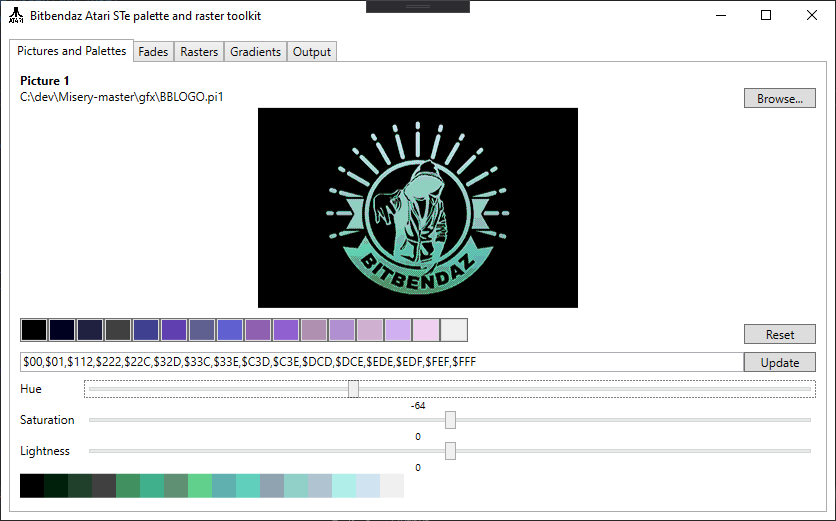 ATARI
Bitbendaz Atari STe palette and raster toolkit
Pictures and Palettes
Fades
Rasters
Gradients
Output
Picture 1
C:\dev\Misery-master\gfx\BBLOGO.pi1
Browse...
BITBENDAZ
Reset
$00,$01,$112,$222,$22C,$32D,$33C,$33E,$C3D,$C3E,$DCD,$DCE,$EDE,$EDF,$FEF,$FFF
Update
Hue
-64
Saturation
0
Lightness
0